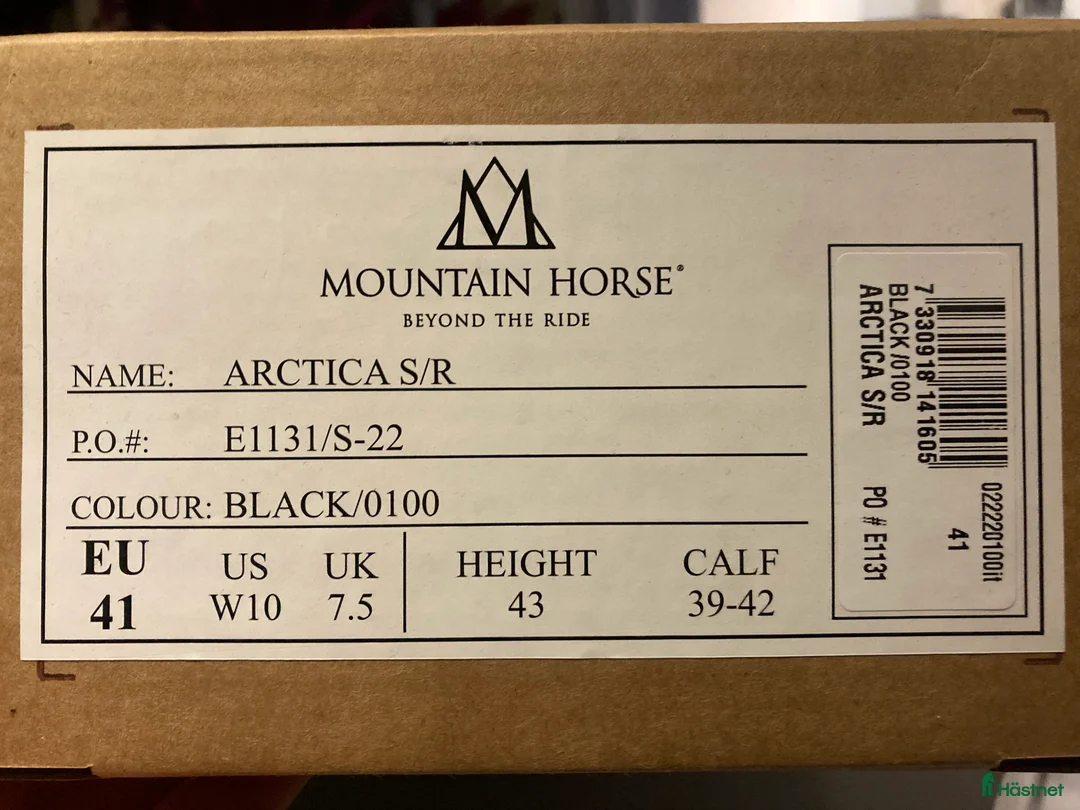 MOUNTAIN HORSE®
BEYOND THE RIDE
NAME: ARCTICA S/R
P.O.#: E1131/S-22
COLOUR: BLACK/0100
EU US UK HEIGHT CALF
41 W10 7.5 43 39-42
022220100it
41
7 330918 141605
BLACK /0100
ARCTICA S/R PO # E1131
Hästnet